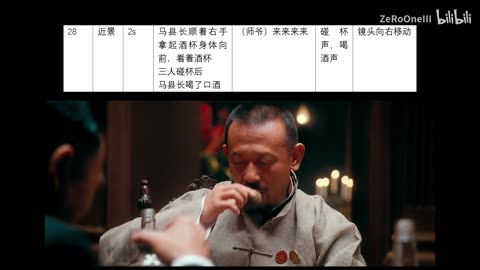 ZeRoOneIII bilibili
28 近景 2s 马县长顺着右手 （师爷）来来来来 碰杯 镜头向右移动
拿起酒杯身体向 声，喝
前，看着酒杯 酒声
三人碰杯后
马县长喝了口酒